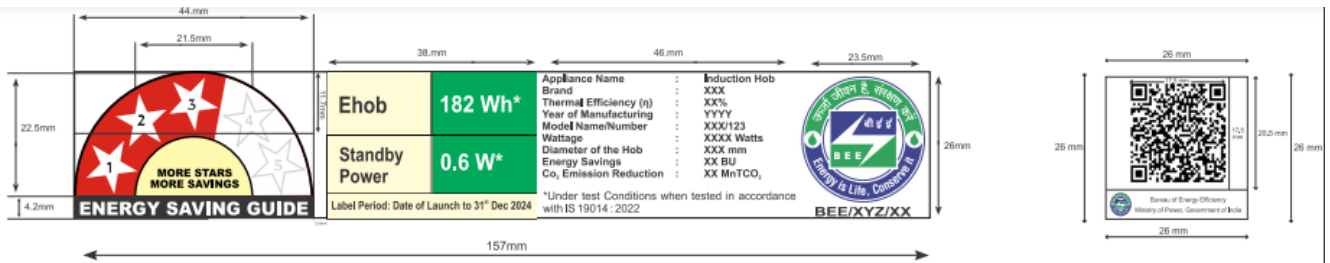 44.mm
21.5mm
22.5mm
4.2mm
1
2
3
4
5
MORE STARS
MORE SAVINGS
ENERGY SAVING GUIDE
38.mm
Ehob
182 Wh*
Standby
Power
0.6 W*
Label Period: Date of Launch to 31st Dec 2024
46.mm
Appliance Name : Induction Hob
Brand : XXX
Thermal Efficiency (η) : XX%
Year of Manufacturing : YYYY
Model Name/Number : XXX/123
Wattage : XXXX Watts
Diameter of the Hob : XXX mm
Energy Savings : XX BU
Co₂ Emission Reduction : XX MnTCO₂
*Under test Conditions when tested in accordance
with IS 19014 : 2022
23.5mm
ऊर्जा जीवन है, संरक्षण करें
बी ई ई
BEE
Energy is Life, Conserve it
BEE/XYZ/XX
26mm
157mm
26 mm
26 mm
17.5 mm
20.5 mm
26 mm
Bureau of Energy Efficiency
Ministry of Power, Government of India
26 mm